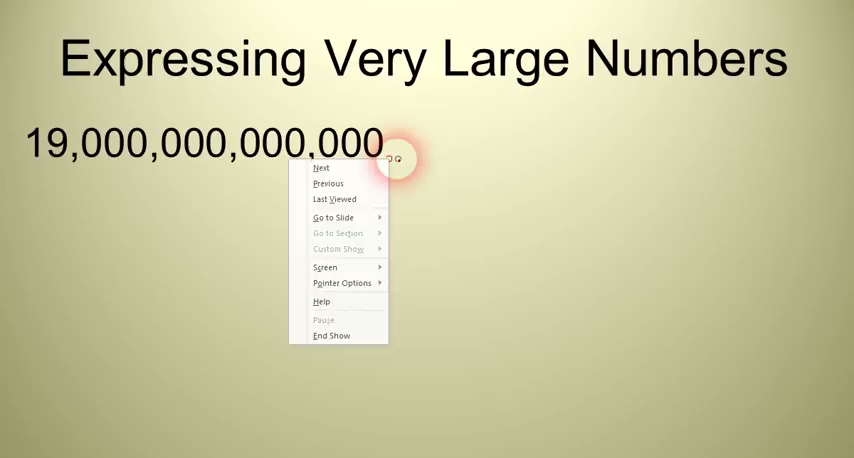 Expressing Very Large Numbers
19,000,000,000,000
Next
Previous
Last Viewed
Go to Slide
Go to Section
Custom Show
Screen
Pointer Options
Help
Pause
End Show